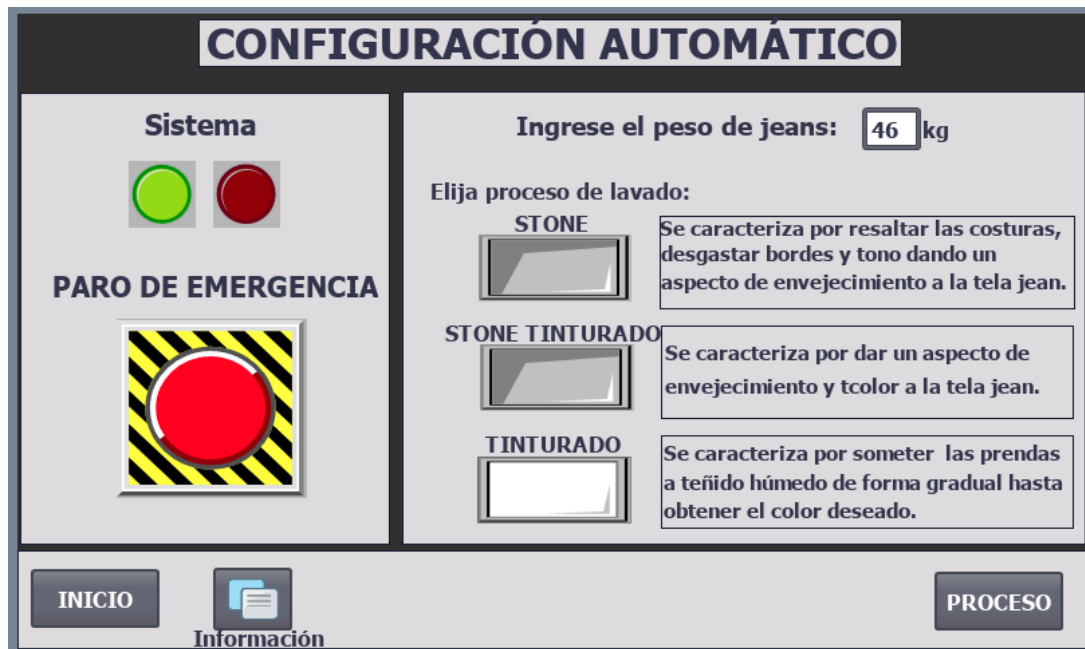 CONFIGURACIÓN AUTOMÁTICO
Sistema
PARO DE EMERGENCIA
Ingrese el peso de jeans: 46 kg
Elija proceso de lavado:
STONE
Se caracteriza por resaltar las costuras,
desgastar bordes y tono dando un
aspecto de envejecimiento a la tela jean.
STONE TINTURADO
Se caracteriza por dar un aspecto de
envejecimiento y tcolor a la tela jean.
TINTURADO
Se caracteriza por someter las prendas
a teñido húmedo de forma gradual hasta
obtener el color deseado.
INICIO
Información
PROCESO